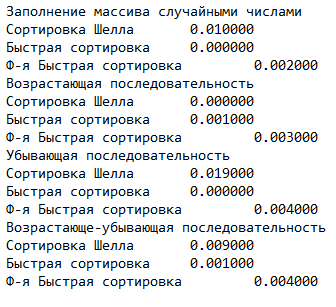 Заполнение массива случайными числами
Сортировка Шелла 0.010000
Быстрая сортировка 0.000000
Ф-я Быстрая сортировка 0.002000
Возрастающая последовательность
Сортировка Шелла 0.000000
Быстрая сортировка 0.001000
Ф-я Быстрая сортировка 0.003000
Убывающая последовательность
Сортировка Шелла 0.019000
Быстрая сортировка 0.000000
Ф-я Быстрая сортировка 0.004000
Возрастающе-убывающая последовательность
Сортировка Шелла 0.009000
Быстрая сортировка 0.001000
Ф-я Быстрая сортировка 0.004000